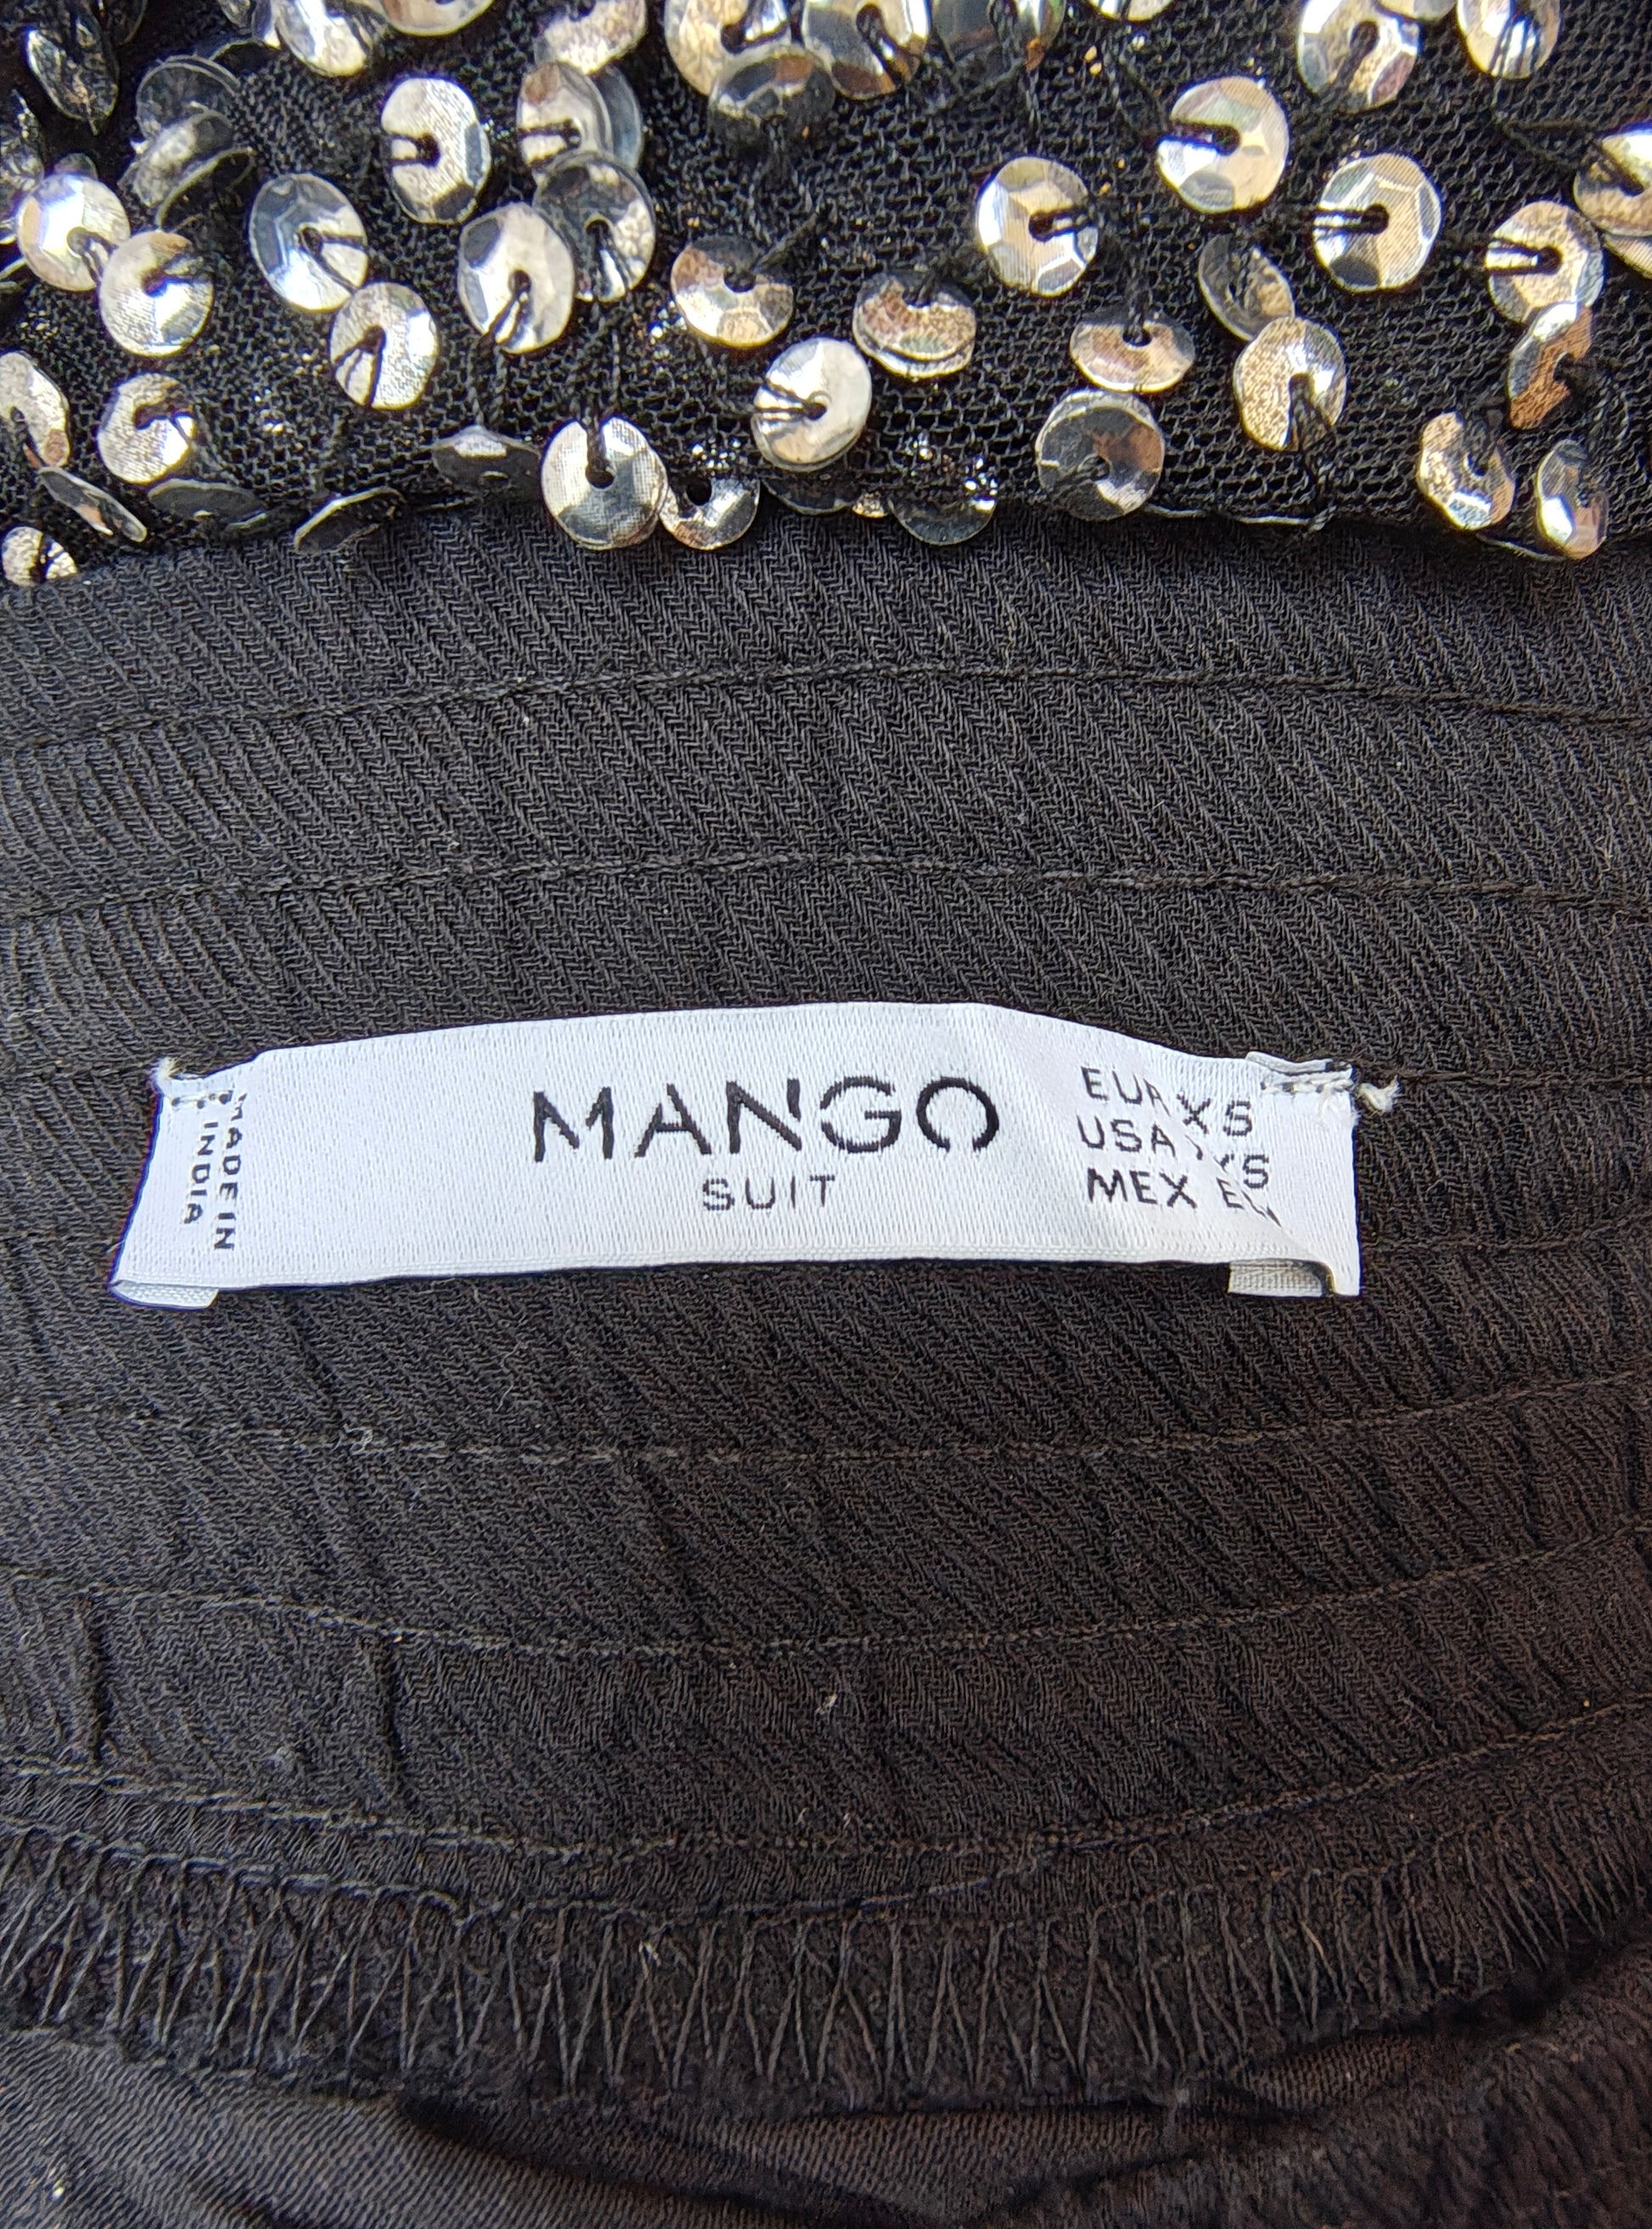 MADE IN
INDIA
MANGO
SUIT
EUR XS
USA XS
MEX